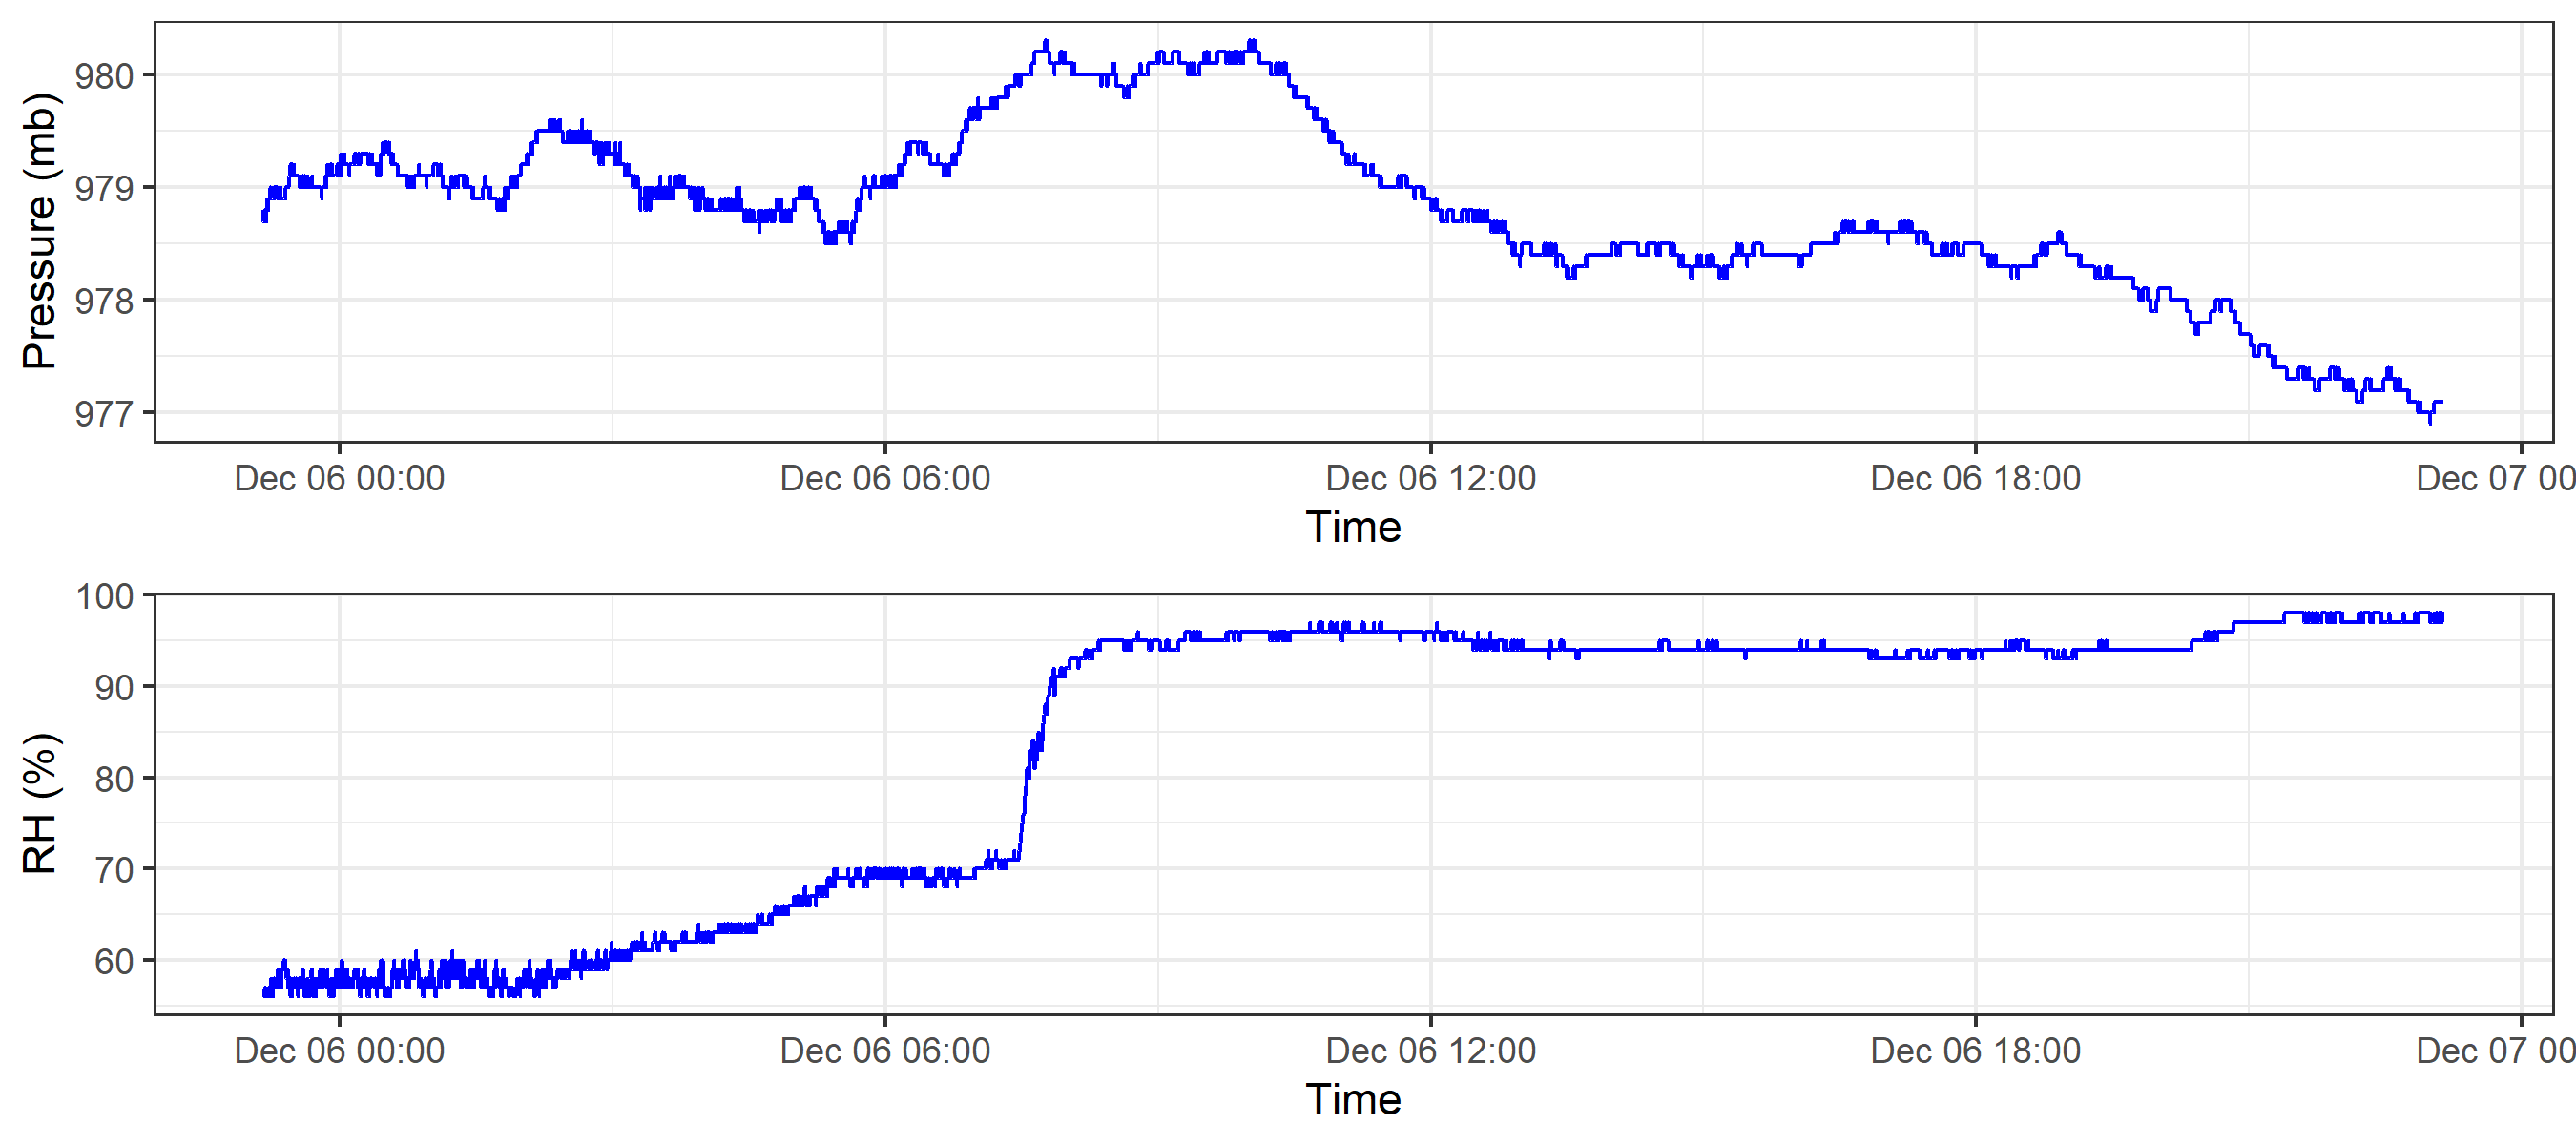 Pressure (mb)
980
979
978
977
Dec 06 00:00
Dec 06 06:00
Dec 06 12:00
Dec 06 18:00
Dec 07 00
Time
RH (%)
100
90
80
70
60
Dec 06 00:00
Dec 06 06:00
Dec 06 12:00
Dec 06 18:00
Dec 07 00
Time